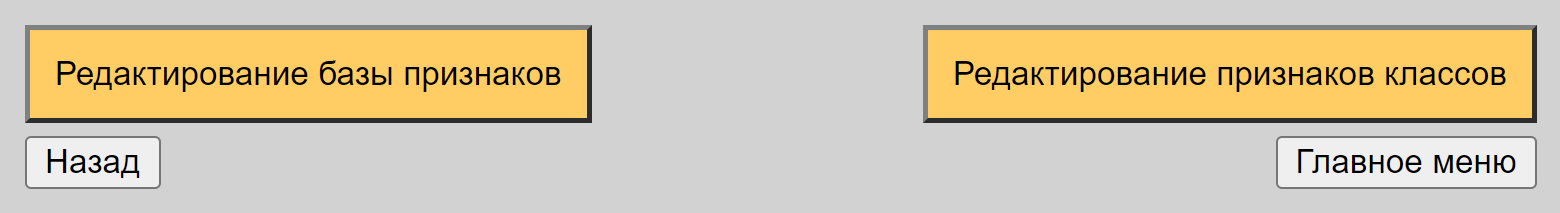 Редактирование базы признаков
Редактирование признаков классов
Назад
Главное меню